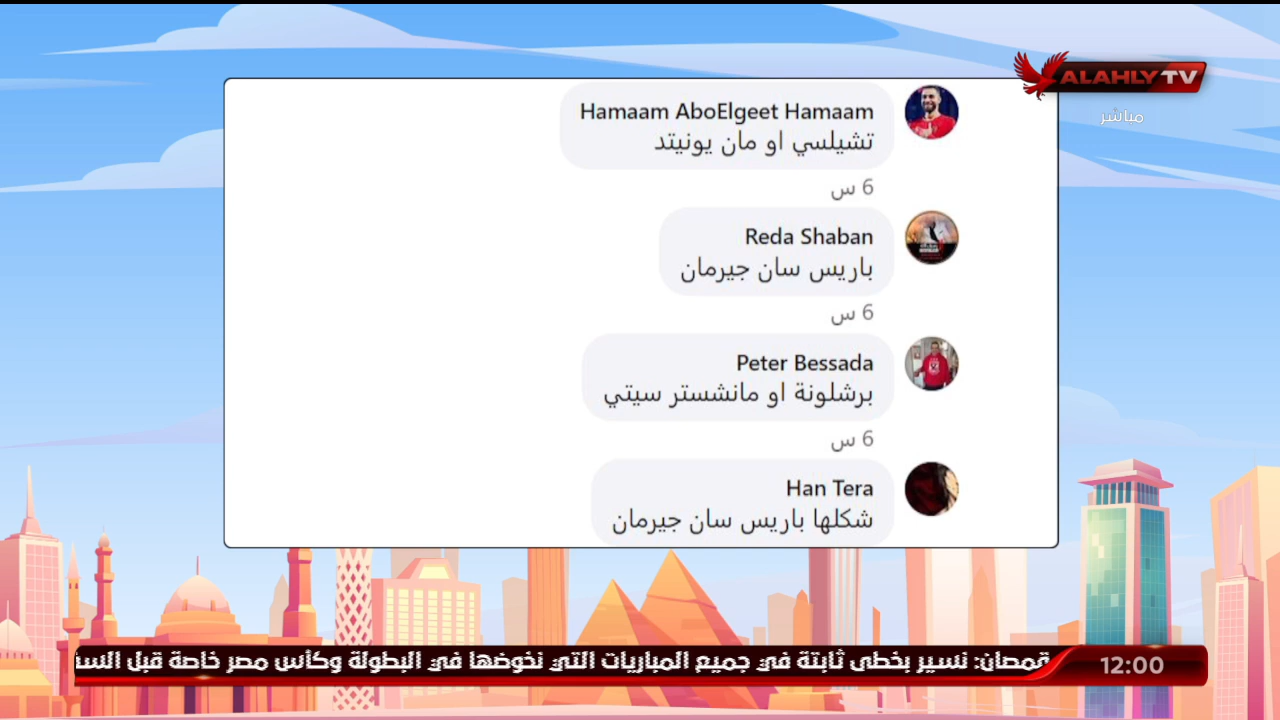 ALAHLY TV
مباشر
Hamaam AboElgeet Hamaam
تشيلسي او مان يونيتد
6 س
Reda Shaban
باريس سان جيرمان
6 س
Peter Bessada
برشلونة او مانشستر سيتي
6 س
Han Tera
شكلها باريس سان جيرمان
قمصان: نسير بخطى ثابتة في جميع المباريات التي نخوضها في البطولة وكأس مصر خاصة قبل
12:00